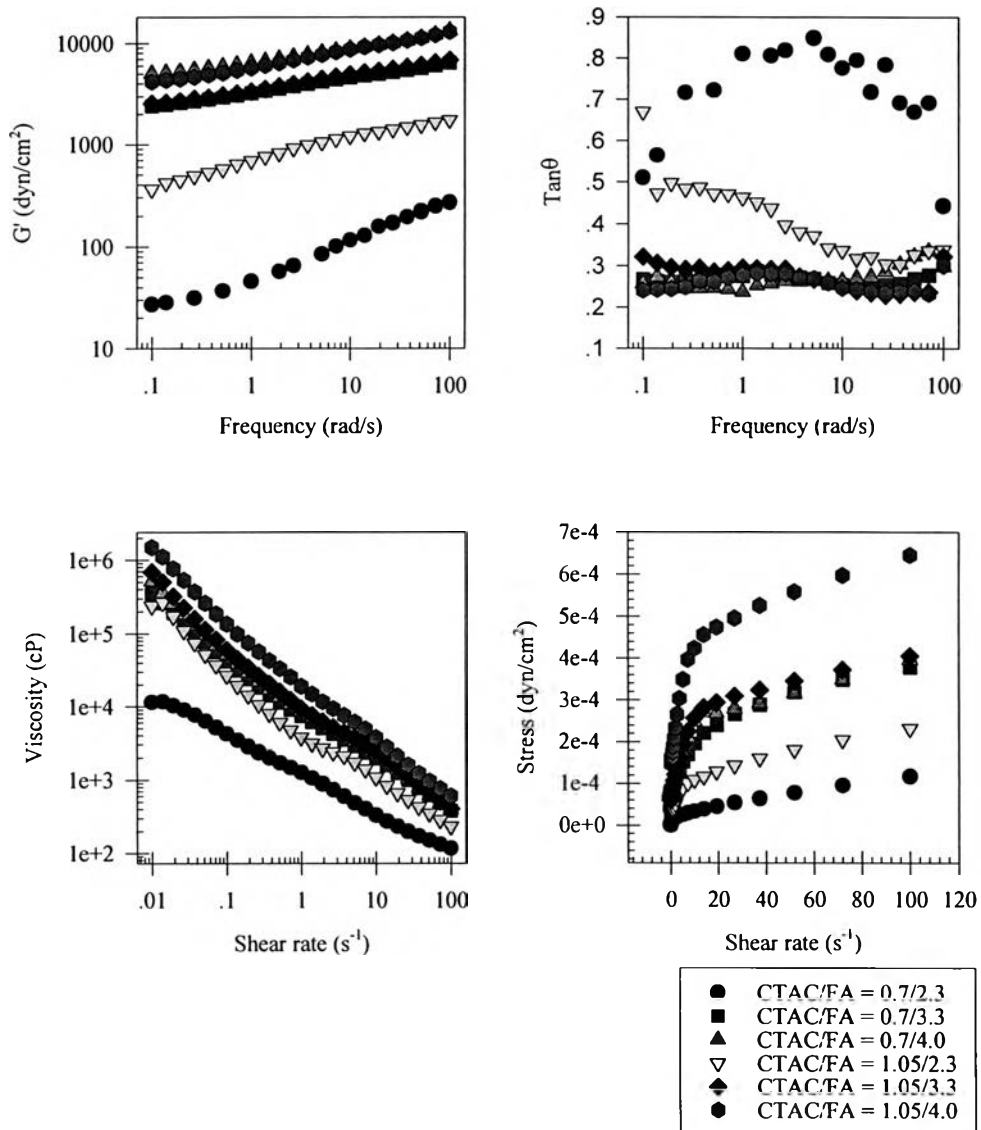 G' (dyn/cm²)
10000
1000
100
10
.1 1 10 100
Frequency (rad/s)
Tanθ
.9
.8
.7
.6
.5
.4
.3
.2
.1
.1 1 10 100
Frequency (rad/s)
Viscosity (cP)
1e+6
1e+5
1e+4
1e+3
1e+2
.01 .1 1 10 100
Shear rate (s⁻¹)
Stress (dyn/cm²)
7e-4
6e-4
5e-4
4e-4
3e-4
2e-4
1e-4
0e+0
0 20 40 60 80 100 120
Shear rate (s⁻¹)
CTAC/FA = 0.7/2.3
CTAC/FA = 0.7/3.3
CTAC/FA = 0.7/4.0
CTAC/FA = 1.05/2.3
CTAC/FA = 1.05/3.3
CTAC/FA = 1.05/4.0